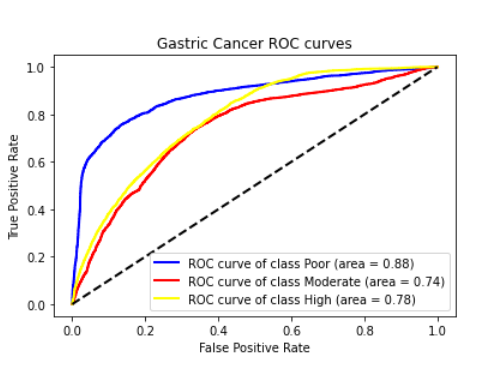 Gastric Cancer ROC curves
True Positive Rate
1.0
0.8
0.6
0.4
0.2
0.0
ROC curve of class Poor (area = 0.88)
ROC curve of class Moderate (area = 0.74)
ROC curve of class High (area = 0.78)
0.0 0.2 0.4 0.6 0.8 1.0
False Positive Rate